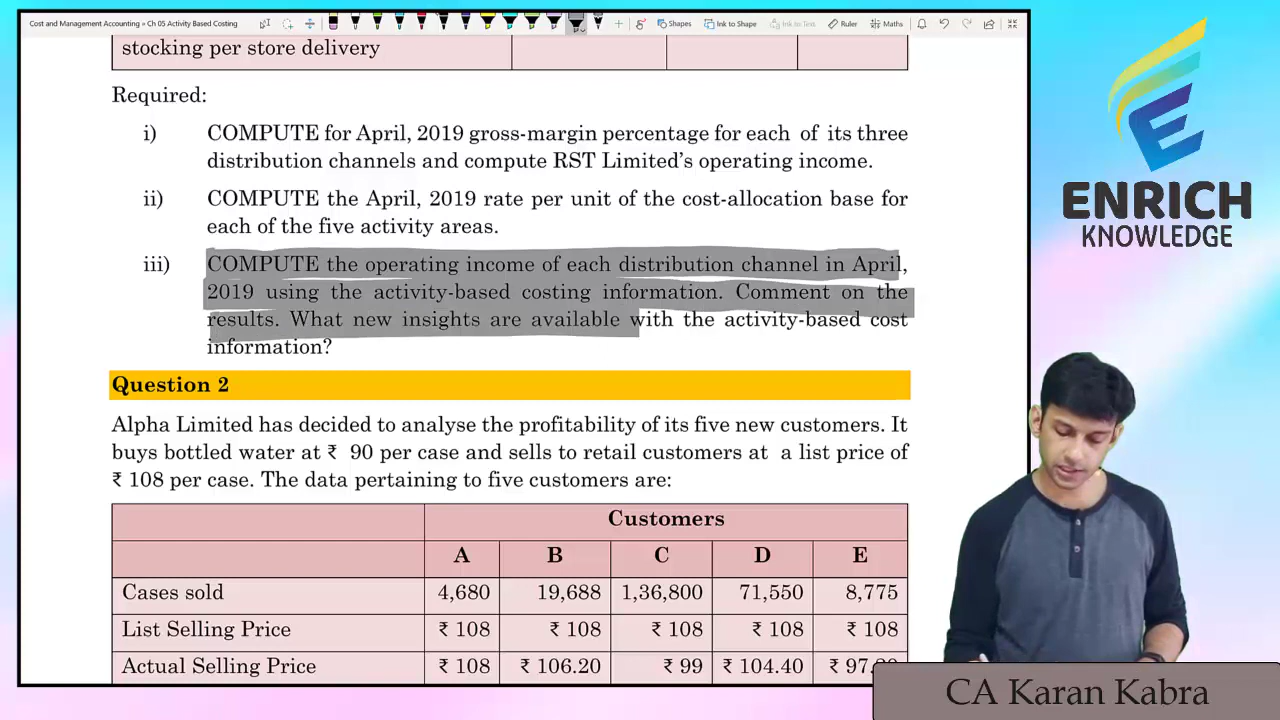 Cost and Management Accounting » Ch 05 Activity Based Costing
Shapes
Ink to Shape
Ink to Text
Ruler
Maths
stocking per store delivery
Required:
i) COMPUTE for April, 2019 gross-margin percentage for each of its three
distribution channels and compute RST Limited's operating income.
ii) COMPUTE the April, 2019 rate per unit of the cost-allocation base for
each of the five activity areas.
iii) COMPUTE the operating income of each distribution channel in April,
2019 using the activity-based costing information. Comment on the
results. What new insights are available with the activity-based cost
information?
Question 2
Alpha Limited has decided to analyse the profitability of its five new customers. It
buys bottled water at ₹ 90 per case and sells to retail customers at a list price of
₹ 108 per case. The data pertaining to five customers are:
Customers
A B C D E
Cases sold 4,680 19,688 1,36,800 71,550 8,775
List Selling Price ₹ 108 ₹ 108 ₹ 108 ₹ 108 ₹ 108
Actual Selling Price ₹ 108 ₹ 106.20 ₹ 99 ₹ 104.40
ENRICH
KNOWLEDGE
CA Karan Kabra